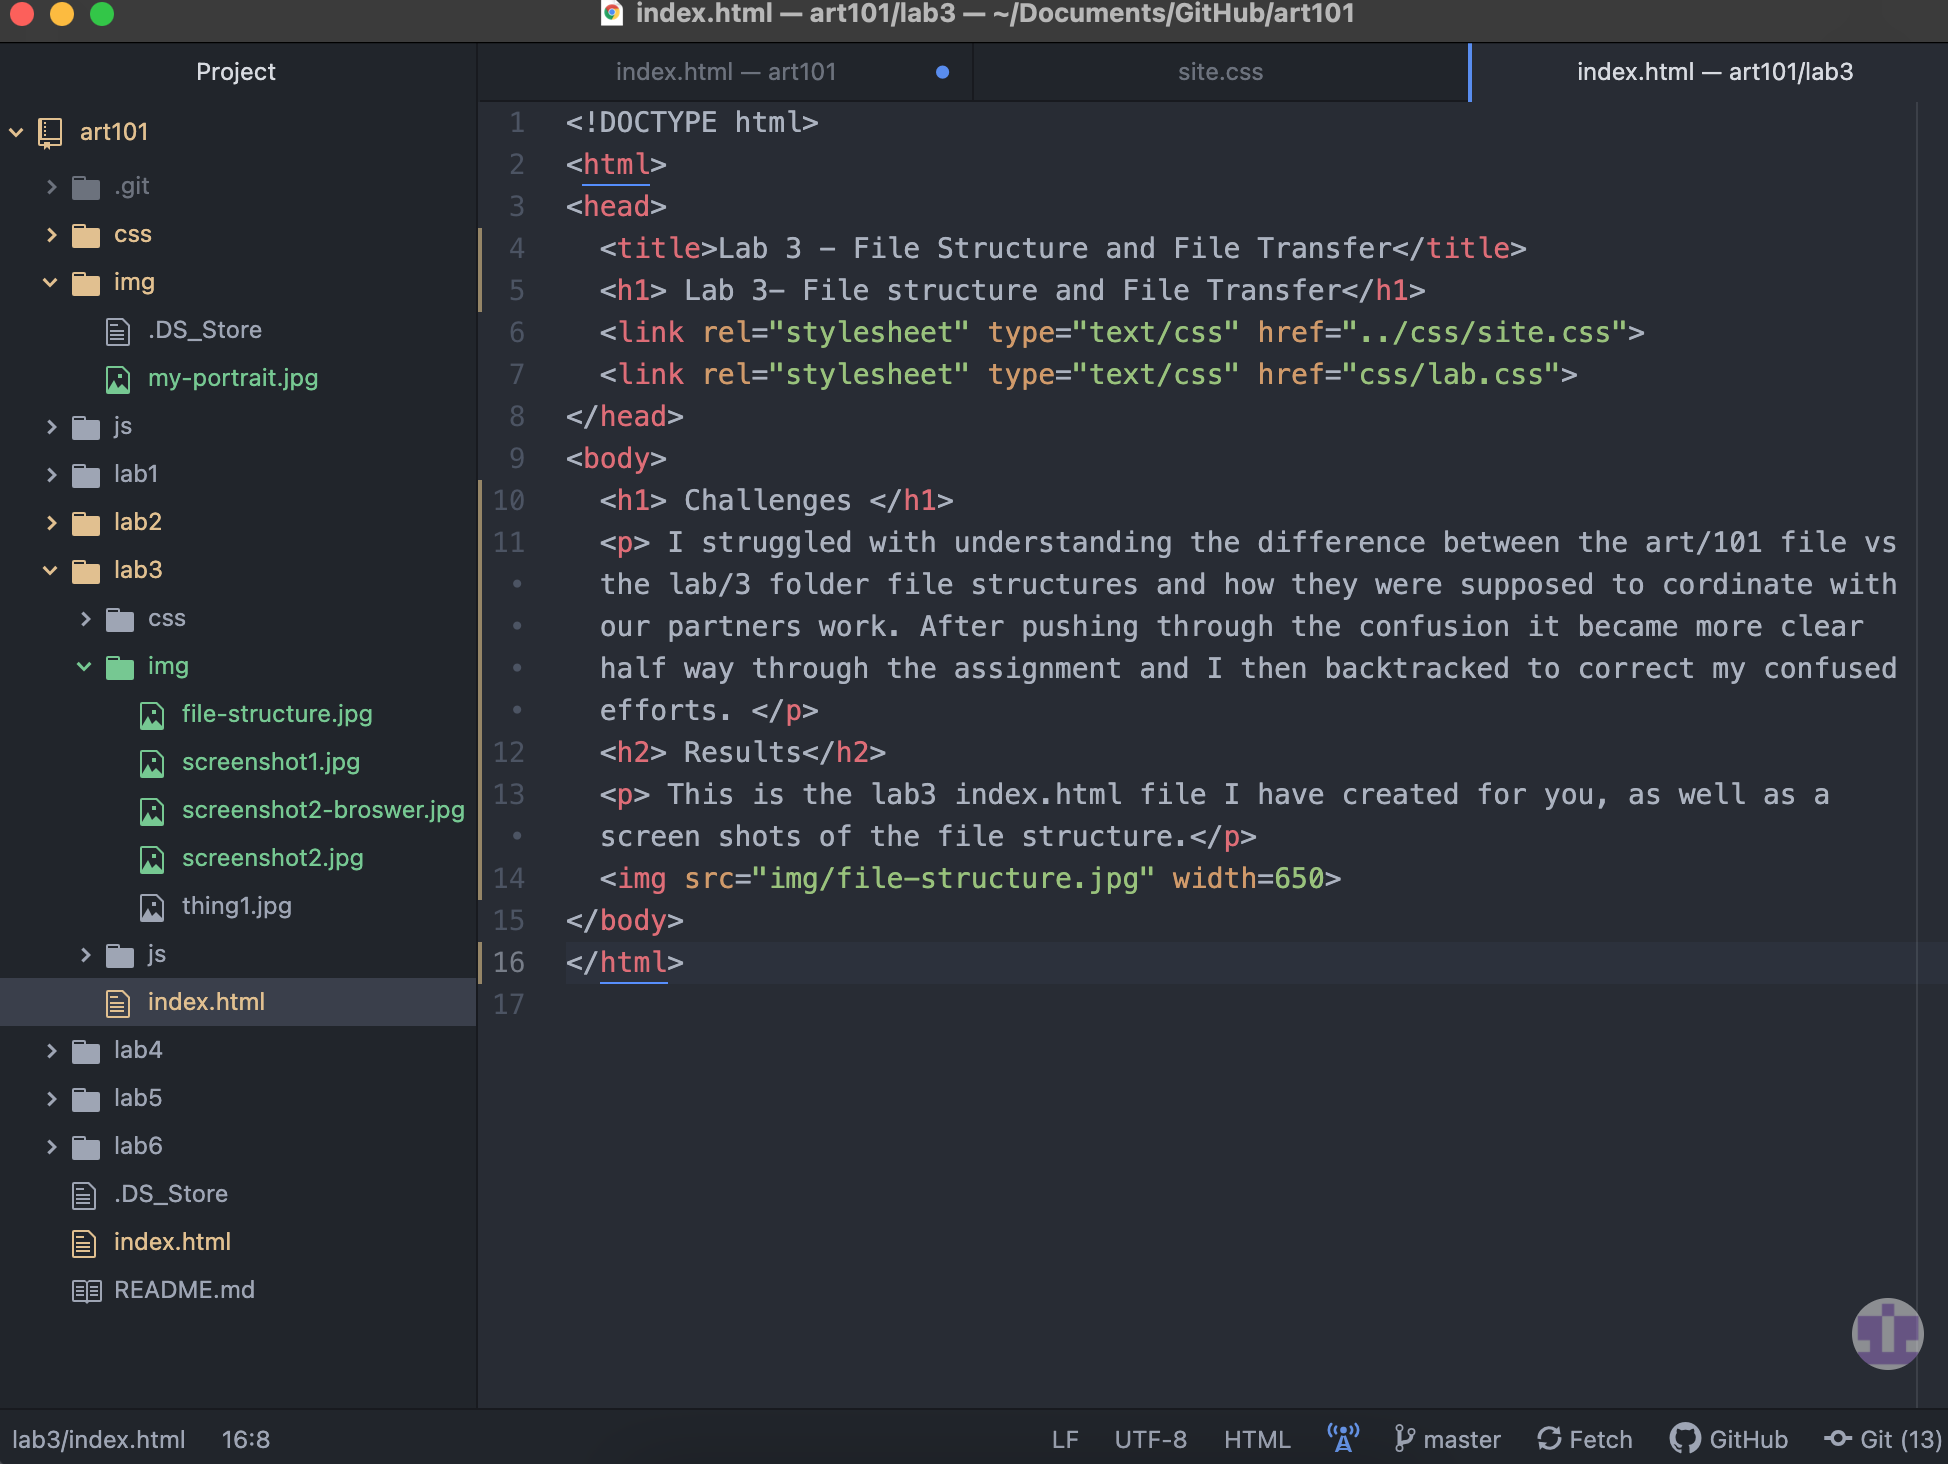 index.html — art101/lab3 — ~/Documents/GitHub/art101
Project
index.html — art101
site.css
index.html — art101/lab3
art101
.git
css
img
.DS_Store
my-portrait.jpg
js
lab1
lab2
lab3
css
img
file-structure.jpg
screenshot1.jpg
screenshot2-broswer.jpg
screenshot2.jpg
thing1.jpg
js
index.html
lab4
lab5
lab6
.DS_Store
index.html
README.md
1 <!DOCTYPE html>
2 <html>
3 <head>
4 <title>Lab 3 - File Structure and File Transfer</title>
5 <h1> Lab 3- File structure and File Transfer</h1>
6 <link rel="stylesheet" type="text/css" href="../css/site.css">
7 <link rel="stylesheet" type="text/css" href="css/lab.css">
8 </head>
9 <body>
10 <h1> Challenges </h1>
11 <p> I struggled with understanding the difference between the art/101 file vs
• the lab/3 folder file structures and how they were supposed to cordinate with
• our partners work. After pushing through the confusion it became more clear
• half way through the assignment and I then backtracked to correct my confused
• efforts. </p>
12 <h2> Results</h2>
13 <p> This is the lab3 index.html file I have created for you, as well as a
• screen shots of the file structure.</p>
14 <img src="img/file-structure.jpg" width=650>
15 </body>
16 </html>
17
lab3/index.html 16:8
LF UTF-8 HTML master Fetch GitHub Git (13)